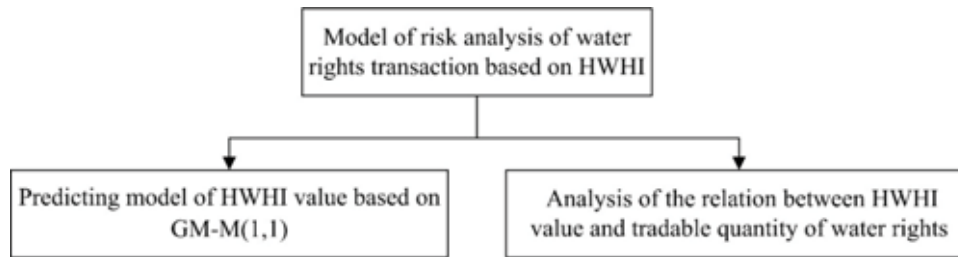 Model of risk analysis of water
rights transaction based on HWHI
Predicting model of HWHI value based on
GM-M(1,1)
Analysis of the relation between HWHI
value and tradable quantity of water rights